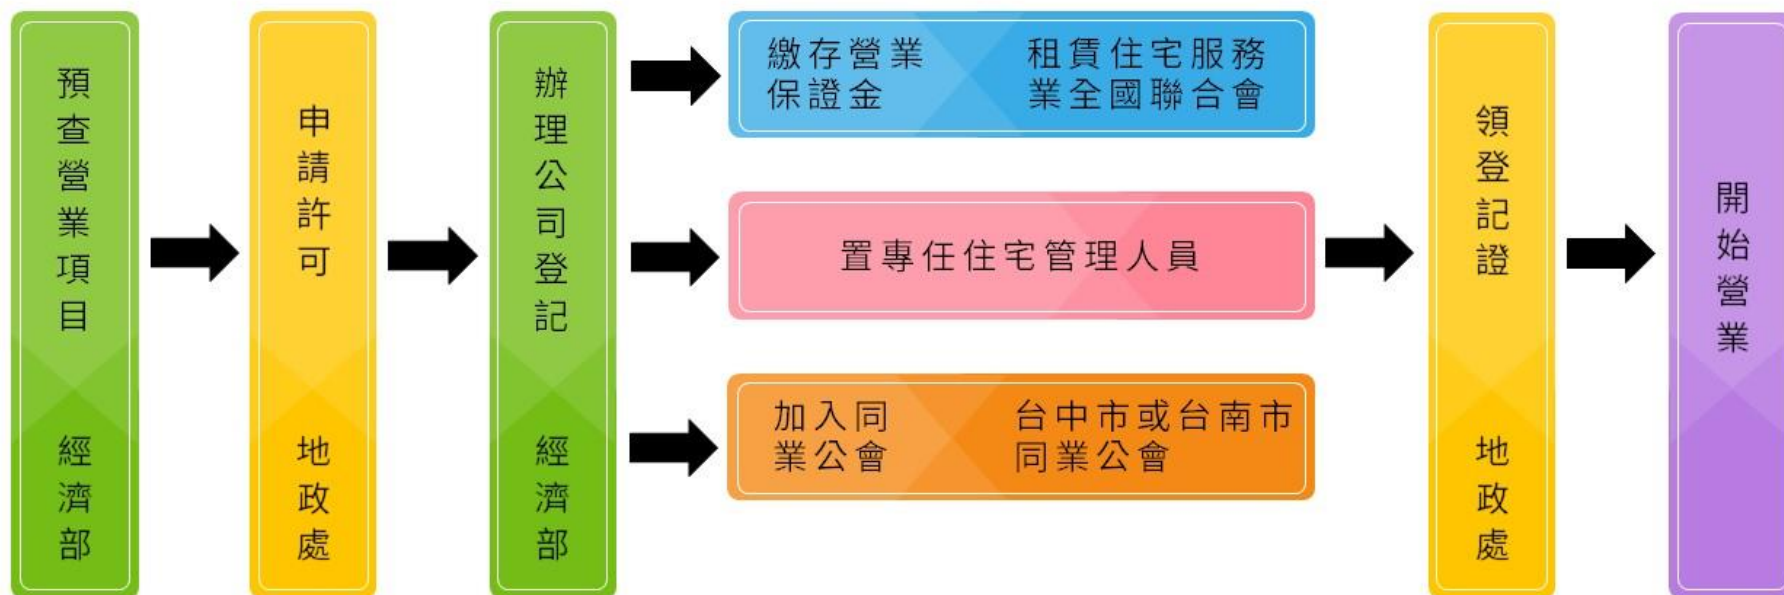 預查營業項目
經濟部
申請許可
地政處
辦理公司登記
經濟部
繳存營業
保證金
租賃住宅服務
業全國聯合會
置專任住宅管理人員
加入同
業公會
台中市或台南市
同業公會
領登記證
地政處
開始營業